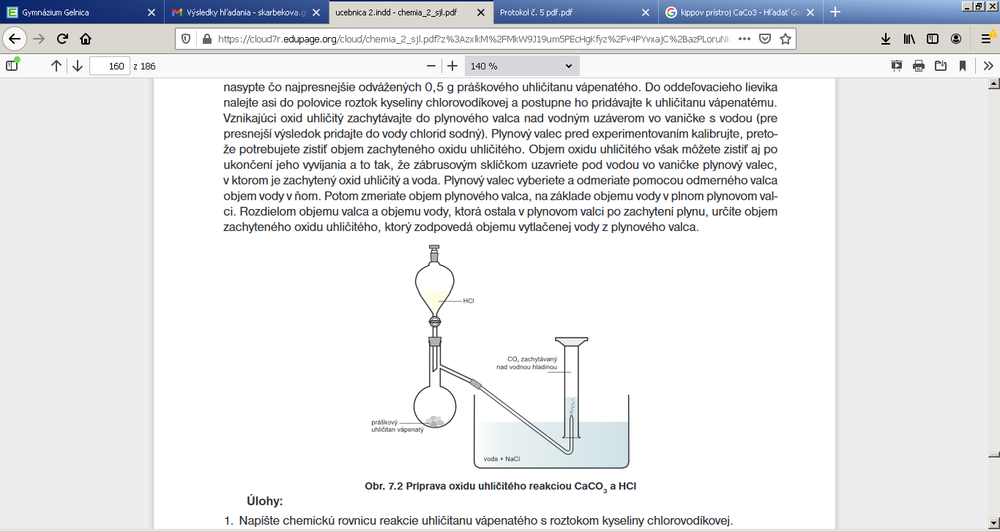 Gymnázium Gelnica
Výsledky hľadania - skarbekova.g
ucebnica 2.indd - chemia_2_sjl.pdf
Protokol č. 5 pdf.pdf
kippov prístroj CaCo3 - Hľadať Go
https://cloud7r.edupage.org/cloud/chemia_2_sjl.pdf?z%3AzxlkM%2FMkW9J19um5PEcHgKfyz%2Fv4PYvxajC%2BazPLoruNK
160 z 186
140 %
nasypte čo najpresnejšie odvážených 0,5 g práškového uhličitanu vápenatého. Do oddeľovacieho lievika
nalejte asi do polovice roztok kyseliny chlorovodíkovej a postupne ho pridávajte k uhličitanu vápenatému.
Vznikajúci oxid uhličitý zachytávajte do plynového valca nad vodným uzáverom vo vaničke s vodou (pre
presnejší výsledok pridajte do vody chlorid sodný). Plynový valec pred experimentovaním kalibrujte, preto-
že potrebujete zistiť objem zachyteného oxidu uhličitého. Objem oxidu uhličitého však môžete zistiť aj po
ukončení jeho vyvíjania a to tak, že zábrusovým sklíčkom uzavriete pod vodou vo vaničke plynový valec,
v ktorom je zachytený oxid uhličitý a voda. Plynový valec vyberiete a odmeriate pomocou odmerného valca
objem vody v ňom. Potom zmeriate objem plynového valca, na základe objemu vody v plnom plynovom val-
ci. Rozdielom objemu valca a objemu vody, ktorá ostala v plynovom valci po zachytení plynu, určíte objem
zachyteného oxidu uhličitého, ktorý zodpovedá objemu vytlačenej vody z plynového valca.
HCl
CO₂ zachytávaný
nad vodnou hladinou
práškový
uhličitan vápenatý
voda + NaCl
Obr. 7.2 Príprava oxidu uhličitého reakciou CaCO₃ a HCl
Úlohy:
1. Napíšte chemickú rovnicu reakcie uhličitanu vápenatého s roztokom kyseliny chlorovodíkovej.